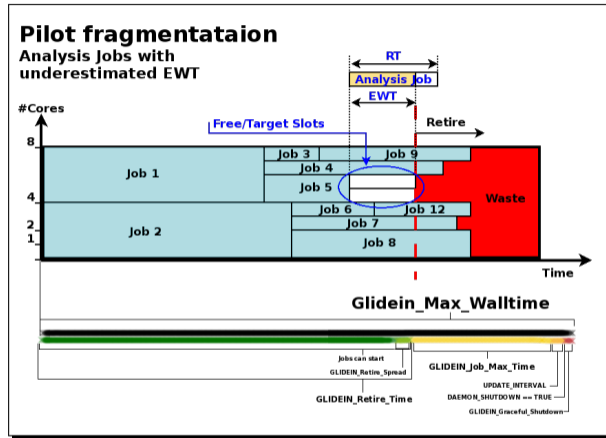 Pilot fragmentataion
Analysis Jobs with
underestimated EWT
RT
Analysis Job
EWT
#Cores
Free/Target Slots
Retire
8
Job 3
Job 9
Job 4
Job 1
Job 5
Waste
4
Job 6
Job 12
2
Job 7
Job 2
1
Job 8
Time
Glidein_Max_Walltime
Jobs can start
GLIDEIN_Job_Max_Time
GLIDEIN_Retire_Spread
UPDATE_INTERVAL
GLIDEIN_Retire_Time
DAEMON_SHUTDOWN == TRUE
GLIDEIN_Graceful_Shutdown